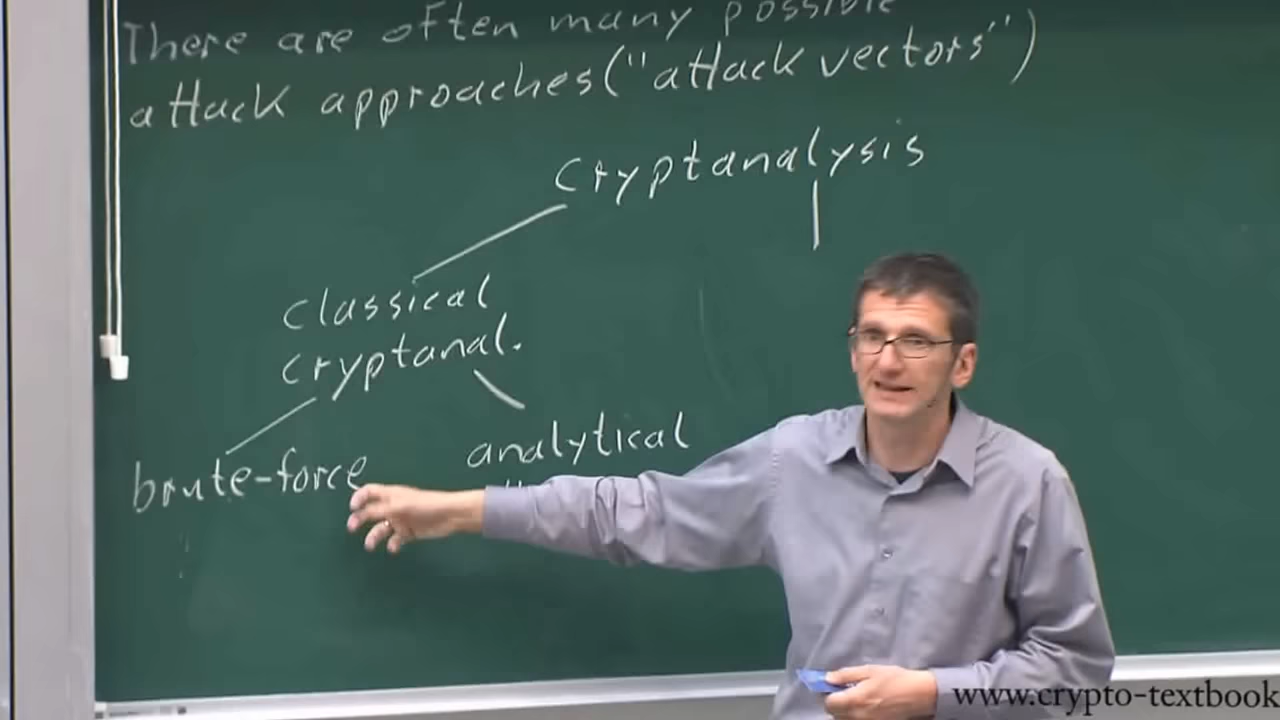 There are often many possible
attack approaches ("attack vectors")
Cryptanalysis
classical
cryptanal.
brute-force
analytical
www.crypto-textbook